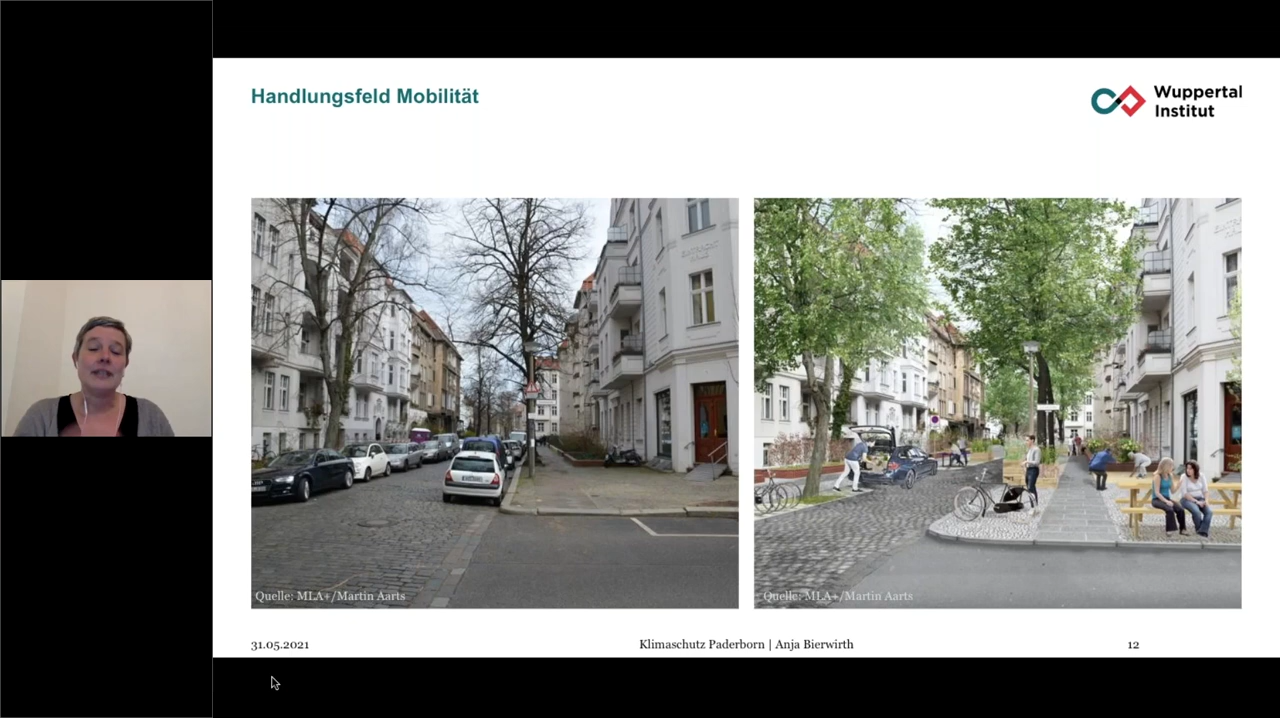 Handlungsfeld Mobilität
Wuppertal
Institut
Quelle: MLA+/Martin Aarts
Quelle: MLA+/Martin Aarts
31.05.2021
Klimaschutz Paderborn | Anja Bierwirth
12